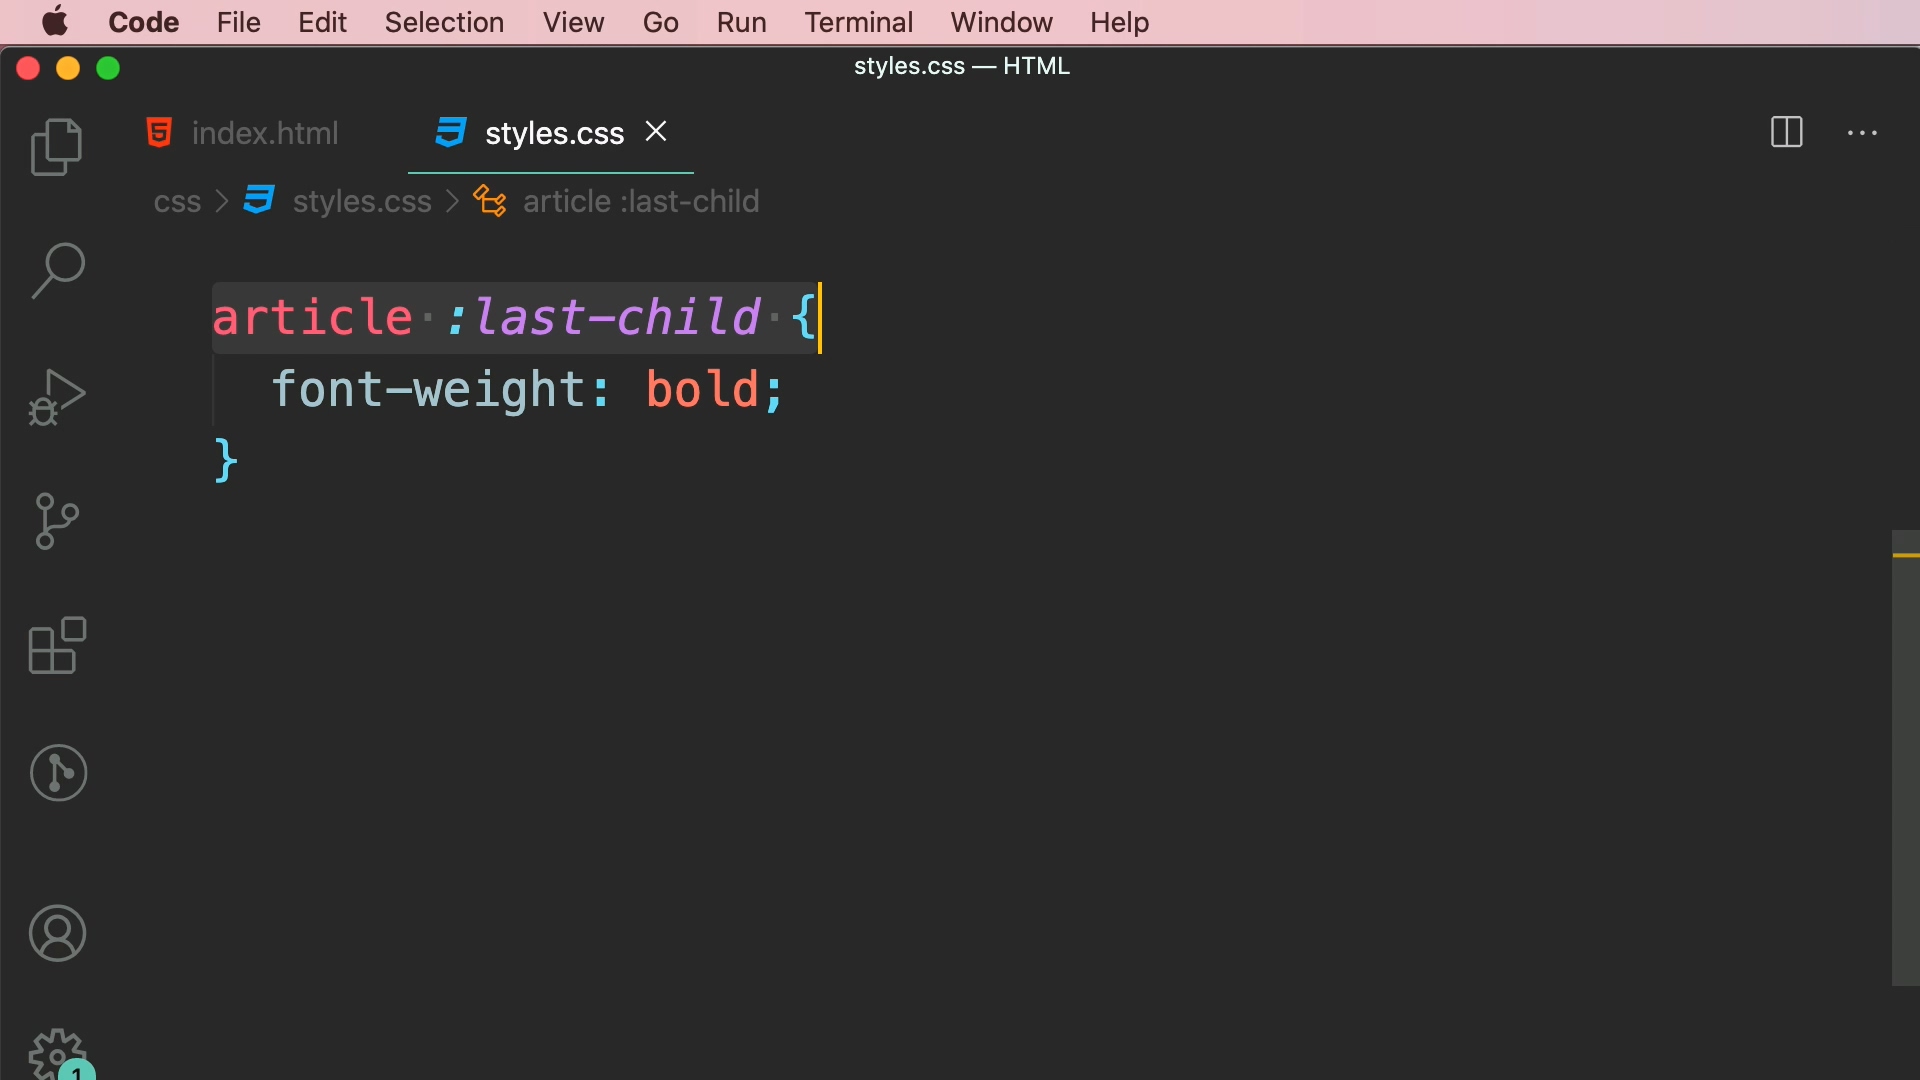 Code File Edit Selection View Go Run Terminal Window Help
styles.css — HTML
index.html styles.css
css > styles.css > article :last-child
article :last-child {
font-weight: bold;
}
1